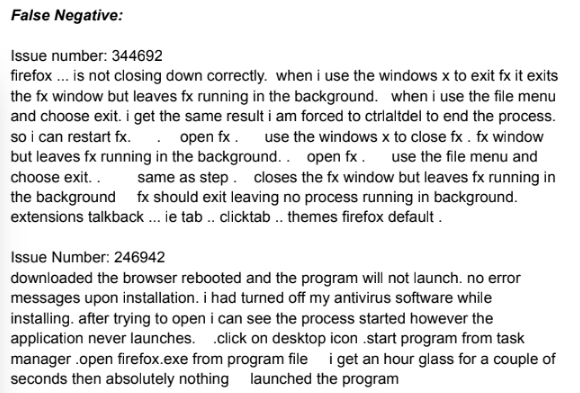 False Negative:
Issue number: 344692
firefox ... is not closing down correctly.  when i use the windows x to exit fx it exits
the fx window but leaves fx running in the background.   when i use the file menu
and choose exit. i get the same result i am forced to ctrlaltdel to end the process.
so i can restart fx.     .     open fx .     use the windows x to close fx . fx window
but leaves fx running in the background. .    open fx .     use the file menu and
choose exit. .     same as step .   closes the fx window but leaves fx running in
the background    fx should exit leaving no process running in background.
extensions talkback ... ie tab .. clicktab .. themes firefox default .
Issue Number: 246942
downloaded the browser rebooted and the program will not launch. no error
messages upon installation. i had turned off my antivirus software while
installing. after trying to open i can see the process started however the
application never launches.    .click on desktop icon .start program from task
manager .open firefox.exe from program file    i get an hour glass for a couple of
seconds then absolutely nothing    launched the program